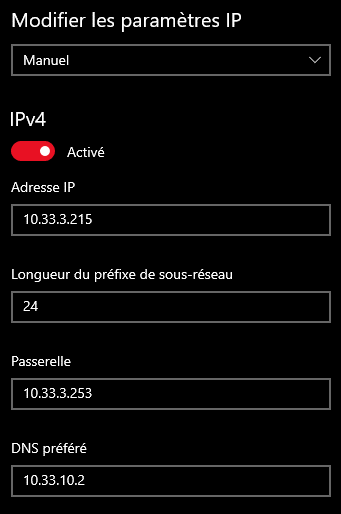 Modifier les paramètres IP
Manuel
IPv4
Activé
Adresse IP
10.33.3.215
Longueur du préfixe de sous-réseau
24
Passerelle
10.33.3.253
DNS préféré
10.33.10.2